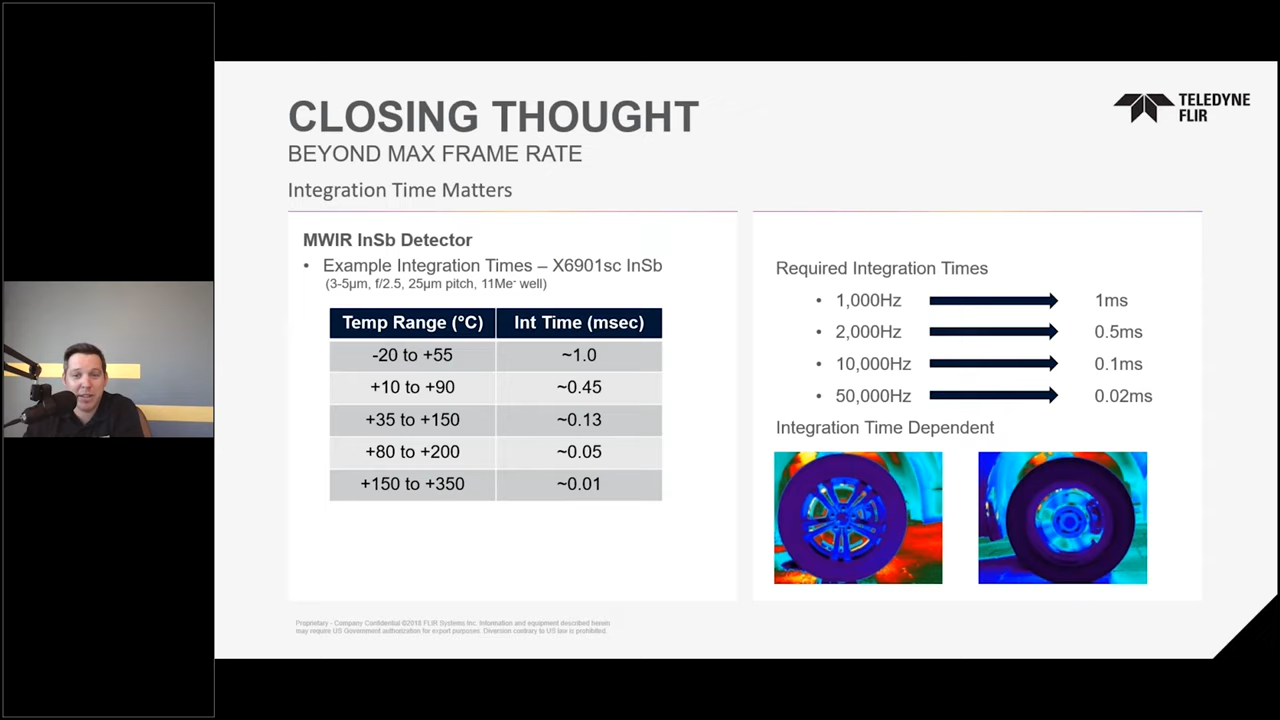 CLOSING THOUGHT
BEYOND MAX FRAME RATE
Integration Time Matters
TELEDYNE
FLIR
MWIR InSb Detector
• Example Integration Times – X6901sc InSb
(3-5µm, f/2.5, 25µm pitch, 11Me⁻ well)
Temp Range (°C) Int Time (msec)
-20 to +55 ~1.0
+10 to +90 ~0.45
+35 to +150 ~0.13
+80 to +200 ~0.05
+150 to +350 ~0.01
Required Integration Times
• 1,000Hz 1ms
• 2,000Hz 0.5ms
• 10,000Hz 0.1ms
• 50,000Hz 0.02ms
Integration Time Dependent
Proprietary - Company Confidential ©2018 FLIR Systems Inc. Information and equipment described herein
may require US Government authorization for export purposes. Diversion contrary to US law is prohibited.